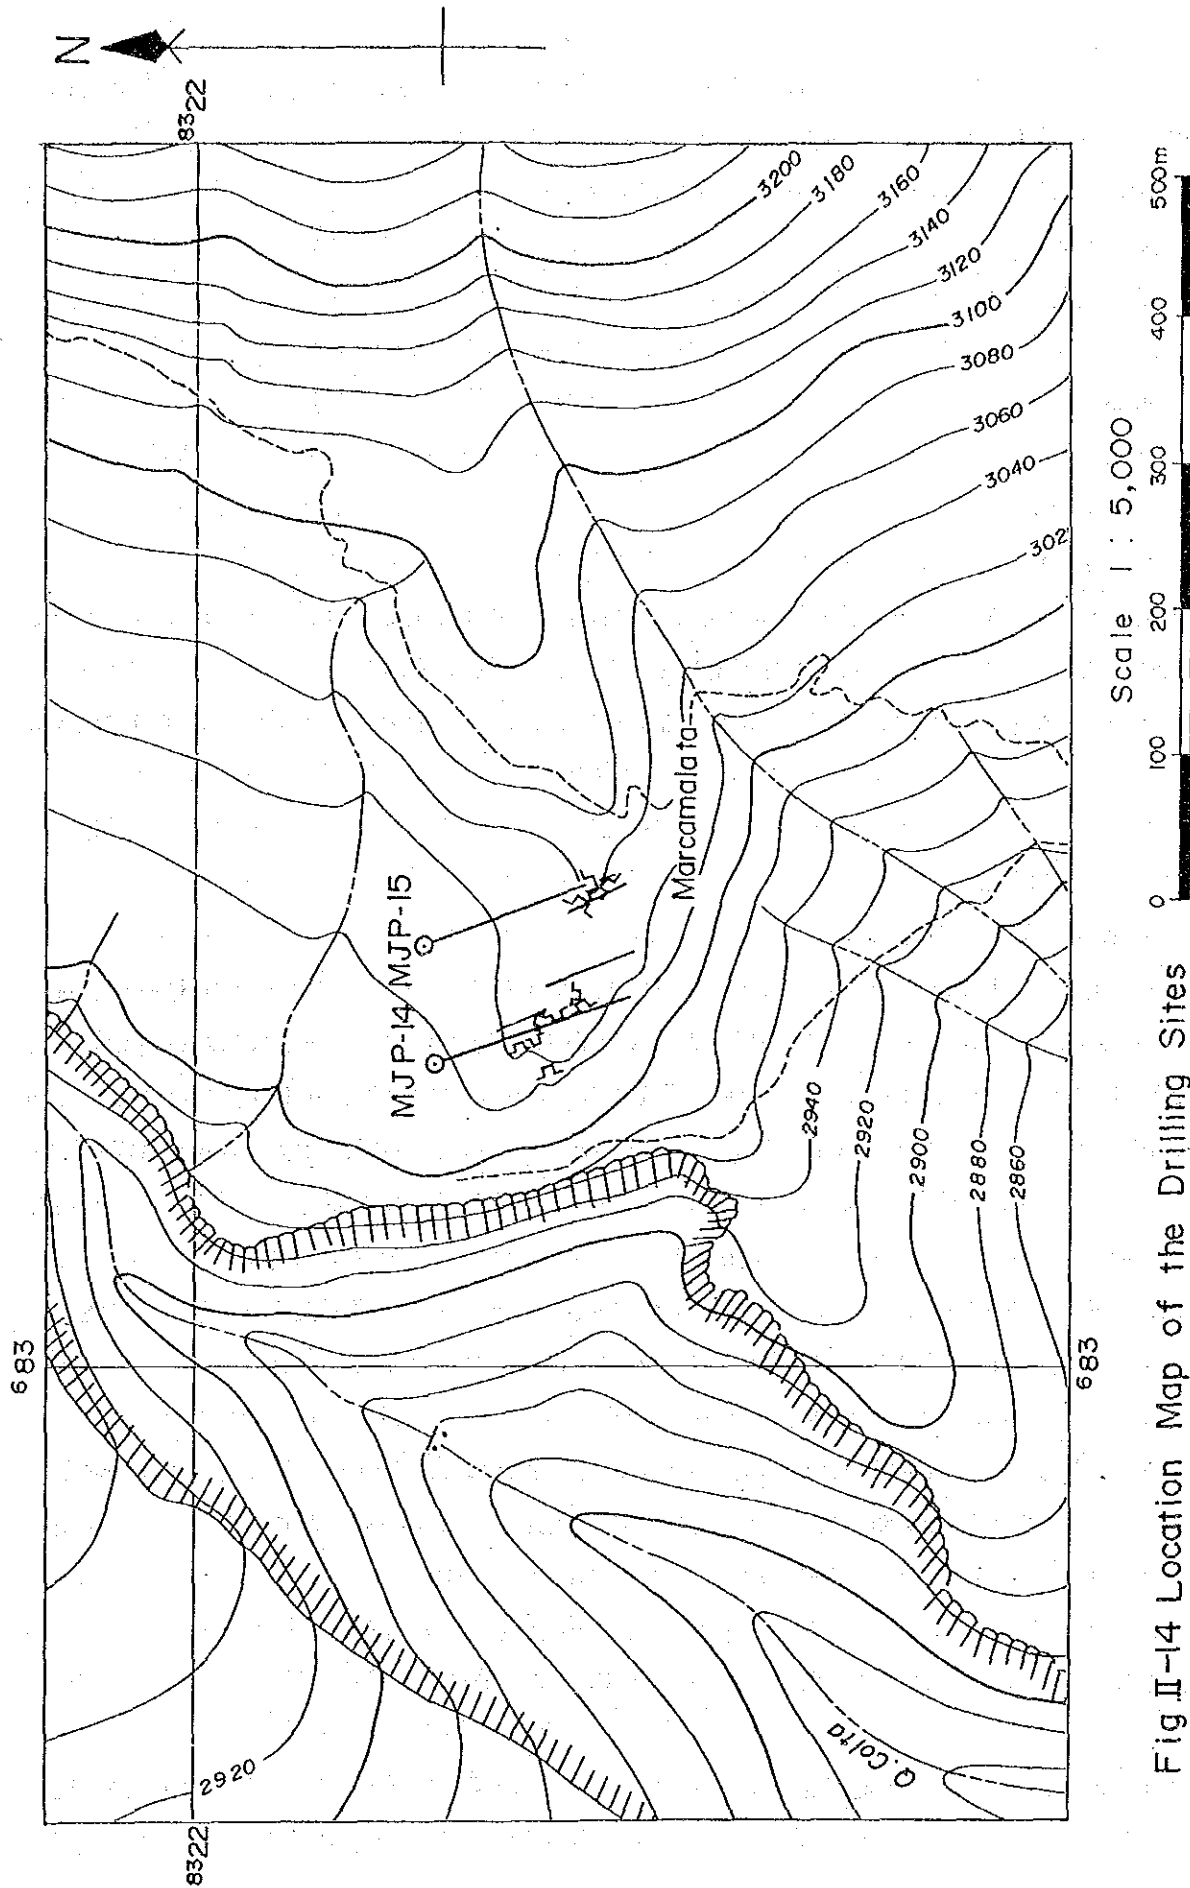 N
8322
683
3200
3180
3160
3140
3120
3100
3080
3060
3040
302
MJP-14 MJP-15
Marcamalata
2940
2920
2900
2880
2860
2920
Q. Colta
8322
683
Scale 1 : 5,000
0 100 200 300 400 500m
Fig.II-14 Location Map of the Drilling Sites